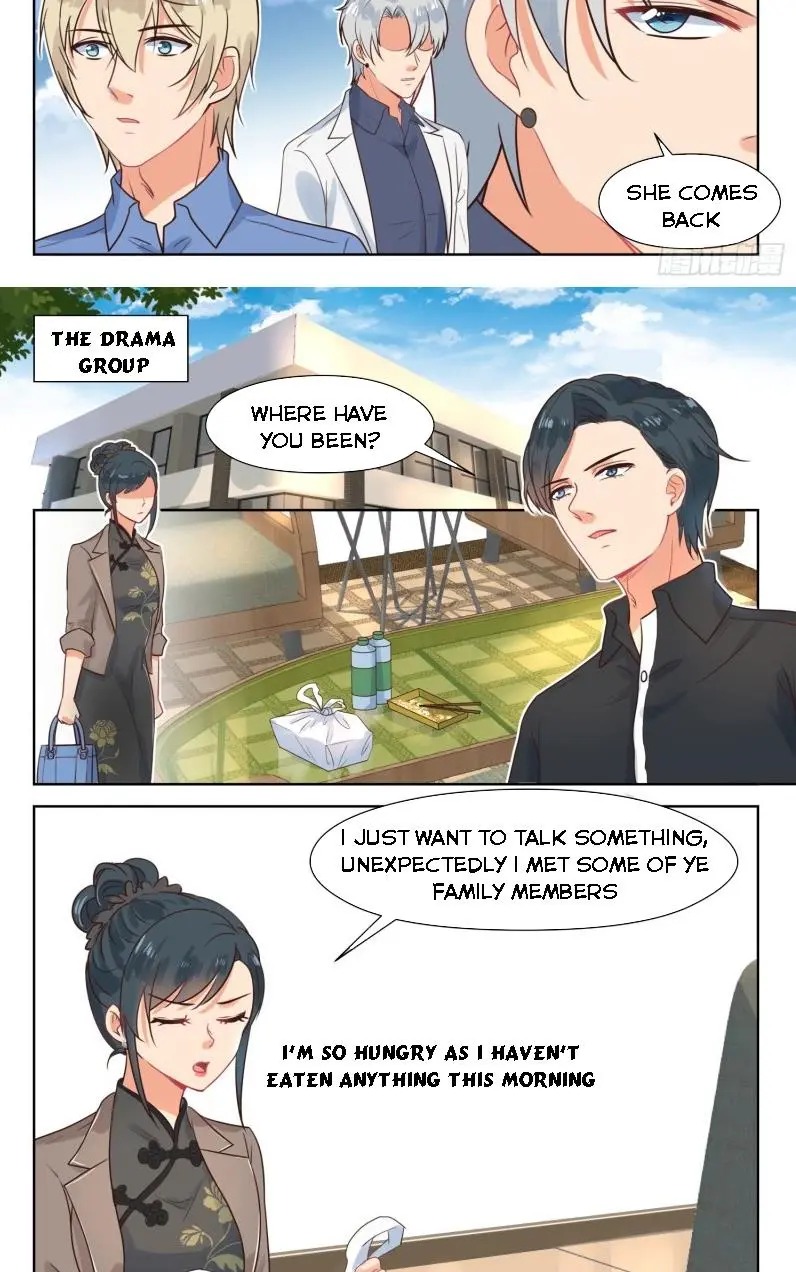 SHE COMES
BACK
THE DRAMA
GROUP
WHERE HAVE
YOU BEEN?
I JUST WANT TO TALK SOMETHING,
UNEXPECTEDLY I MET SOME OF YE
FAMILY MEMBERS
I'M SO HUNGRY AS I HAVEN'T
EATEN ANYTHING THIS MORNING